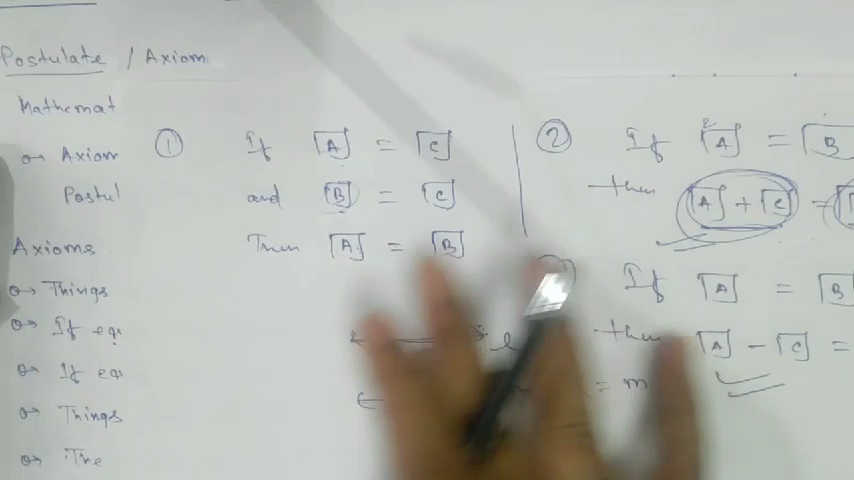 Postulate / Axiom
Mathemat
or Axiom
Postul
Axioms
Things
If eq
If eq
Things
The
① If [A] = [C]
and [B] = [C]
Then [A] = [B]
② If [A] = [B]
then [A] + [C] =
If [A] = [B]
then [A] - [C] =
l
= m